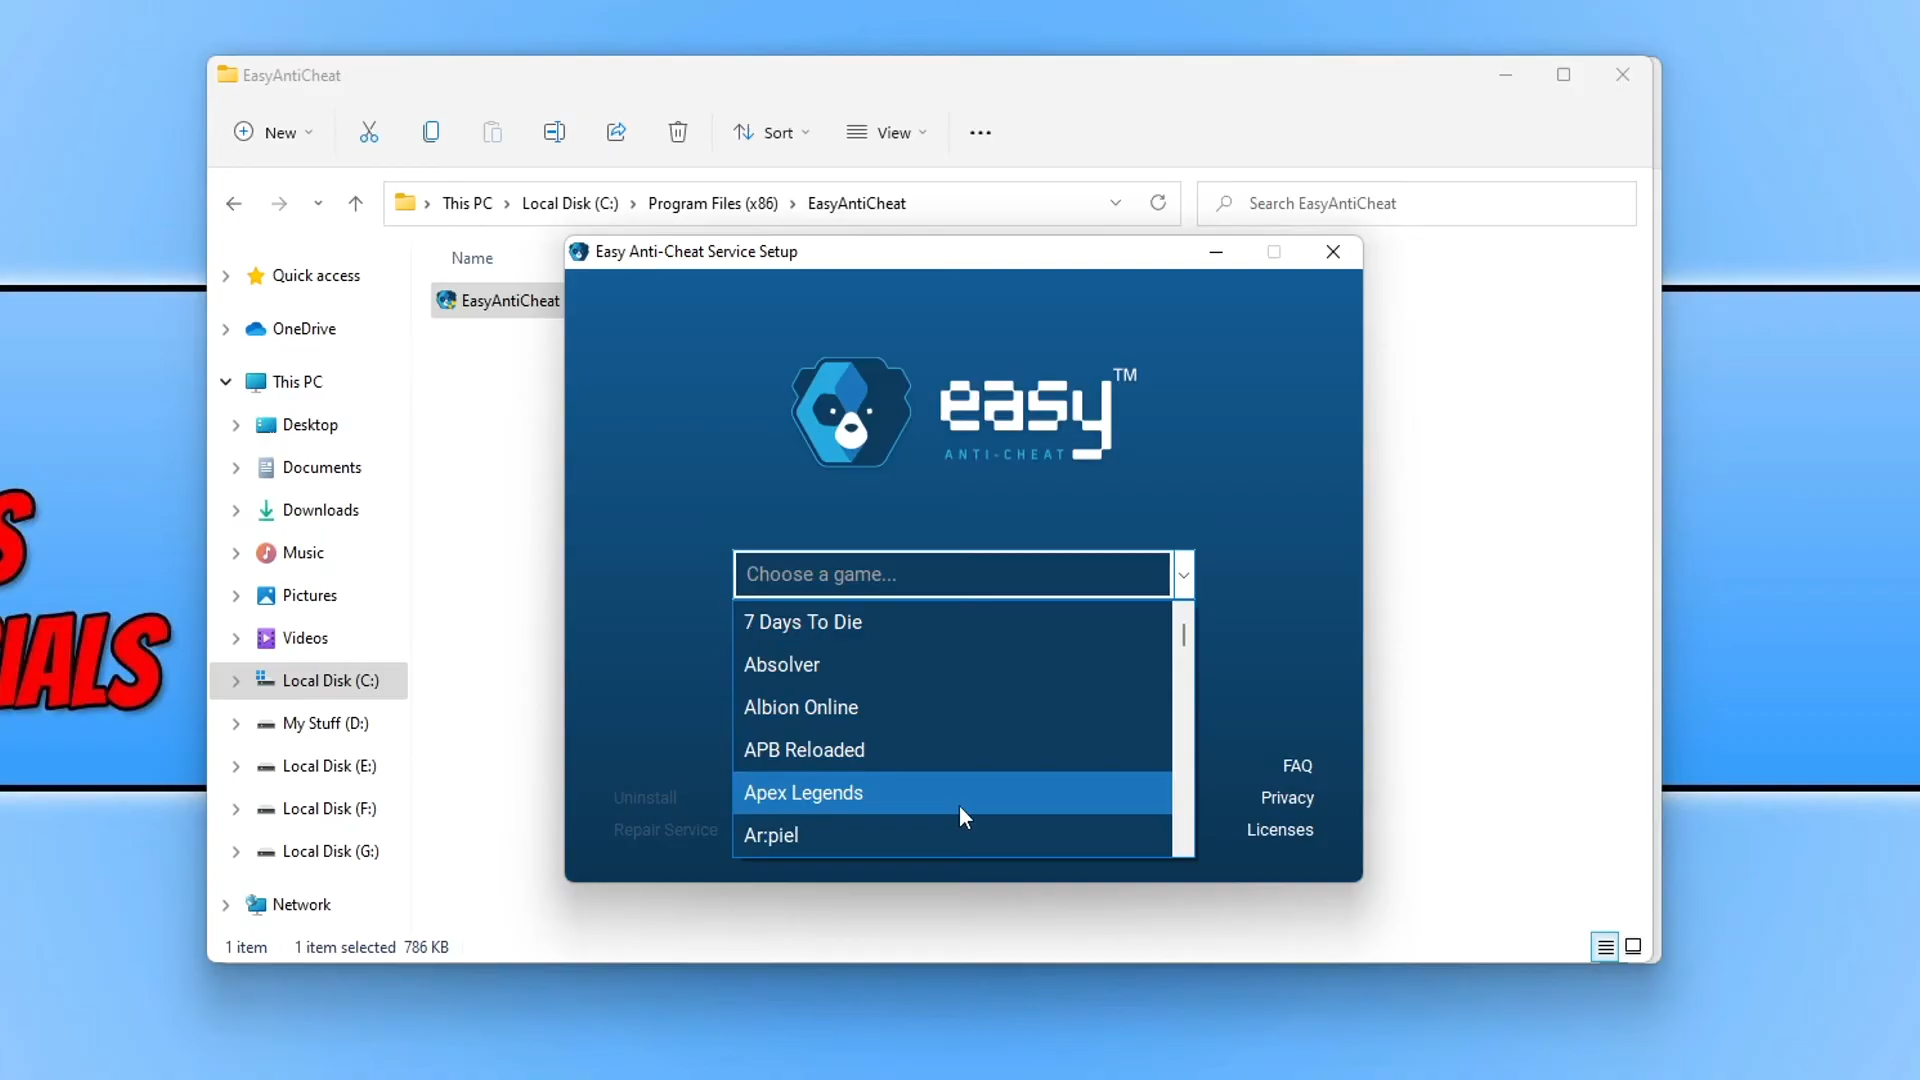 EasyAntiCheat
New
Sort
View
This PC
Local Disk (C:)
Program Files (x86)
EasyAntiCheat
Search EasyAntiCheat
Name
EasyAntiCheat
Quick access
OneDrive
This PC
Desktop
Documents
Downloads
Music
Pictures
Videos
Local Disk (C:)
My Stuff (D:)
Local Disk (E:)
Local Disk (F:)
Local Disk (G:)
Network
1 item
1 item selected 786 KB
Easy Anti-Cheat Service Setup
easy™
ANTI-CHEAT
Choose a game...
7 Days To Die
Absolver
Albion Online
APB Reloaded
Apex Legends
Ar:piel
Uninstall
Repair Service
FAQ
Privacy
Licenses
S
IALS